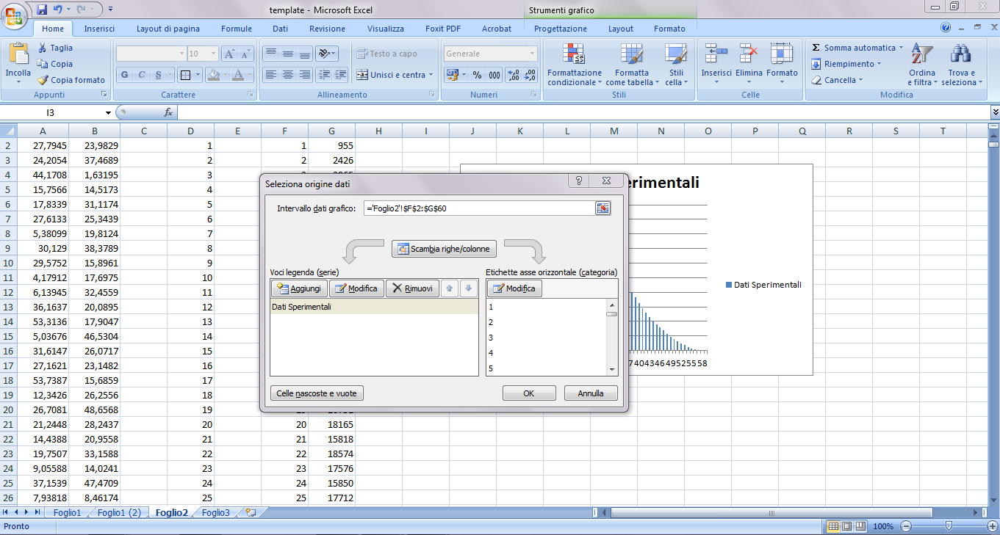 template - Microsoft Excel
Strumenti grafico
Home Inserisci Layout di pagina Formule Dati Revisione Visualizza Foxit PDF Acrobat Progettazione Layout Formato
Incolla
Taglia
Copia
Copia formato
Appunti
10
G C S A
Carattere
Testo a capo
Unisci e centra
Allineamento
Generale
% 000
Numeri
Formattazione condizionale
Formatta come tabella
Stili cella
Stili
Inserisci Elimina Formato
Celle
Σ Somma automatica
Riempimento
Cancella
Ordina e filtra
Trova e seleziona
Modifica
I3 fx
A B C D E F G H I J K L M N O P Q R S T
2 27,7945 23,9829 1 1 955
3 24,2054 37,4689 2 2 2426
4 44,1708 1,63195 3
5 15,7566 14,5173 4
6 17,8339 31,1174 5
7 27,6133 25,3439 6
8 5,38099 19,8124 7
9 30,129 38,3789 8
10 29,5752 15,8961 9
11 4,17912 17,6975 10
12 6,13945 32,4559 11
13 36,1637 20,0895 12
14 53,3136 17,9047 13
15 5,03676 46,5304 14
16 31,6147 26,0717 15
17 27,1621 23,1482 16
18 53,7387 15,6859 17
19 12,3426 26,2556 18
20 26,7081 48,6568 19
21 21,2448 28,2437 20 20 18165
22 14,4388 20,9558 21 21 15818
23 19,7507 33,1588 22 22 18574
24 9,05588 14,0241 23 23 17576
25 37,1539 47,4709 24 24 15850
26 7,93818 8,46174 25 25 17712
Seleziona origine dati
Intervallo dati grafico: ='Foglio2'!$F$2:$G$60
Scambia righe/colonne
Voci legenda (serie)
Aggiungi Modifica Rimuovi
Dati Sperimentali
Etichette asse orizzontale (categoria)
Modifica
1
2
3
4
5
Celle nascoste e vuote
OK Annulla
erimentali
Dati Sperimentali
7 40434649525558
Foglio1 Foglio1 (2) Foglio2 Foglio3
Pronto
100%